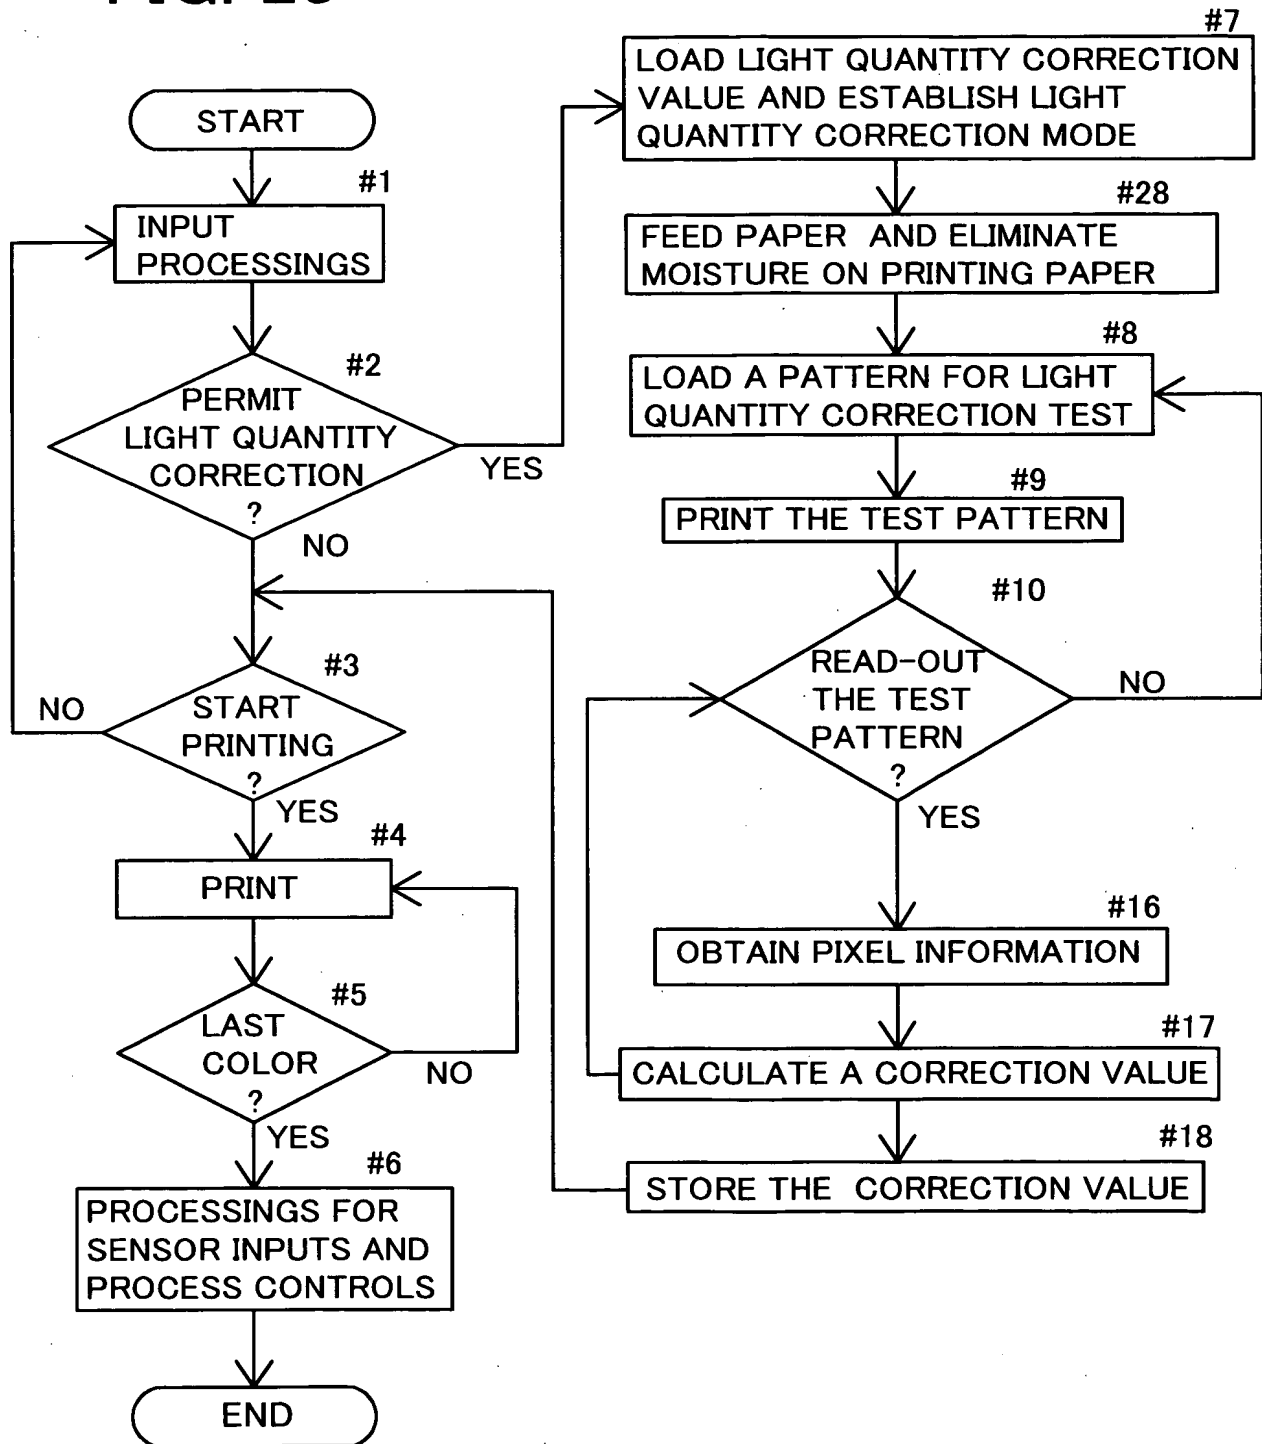 START
#1
INPUT
PROCESSINGS
#2
PERMIT
LIGHT QUANTITY
CORRECTION
?
YES
NO
#3
START
PRINTING
?
NO
YES
#4
PRINT
#5
LAST
COLOR
?
NO
YES
#6
PROCESSINGS FOR
SENSOR INPUTS AND
PROCESS CONTROLS
END
#7
LOAD LIGHT QUANTITY CORRECTION
VALUE AND ESTABLISH LIGHT
QUANTITY CORRECTION MODE
#28
FEED PAPER AND ELIMINATE
MOISTURE ON PRINTING PAPER
#8
LOAD A PATTERN FOR LIGHT
QUANTITY CORRECTION TEST
#9
PRINT THE TEST PATTERN
#10
READ-OUT
THE TEST
PATTERN
?
NO
YES
#16
OBTAIN PIXEL INFORMATION
#17
CALCULATE A CORRECTION VALUE
#18
STORE THE CORRECTION VALUE